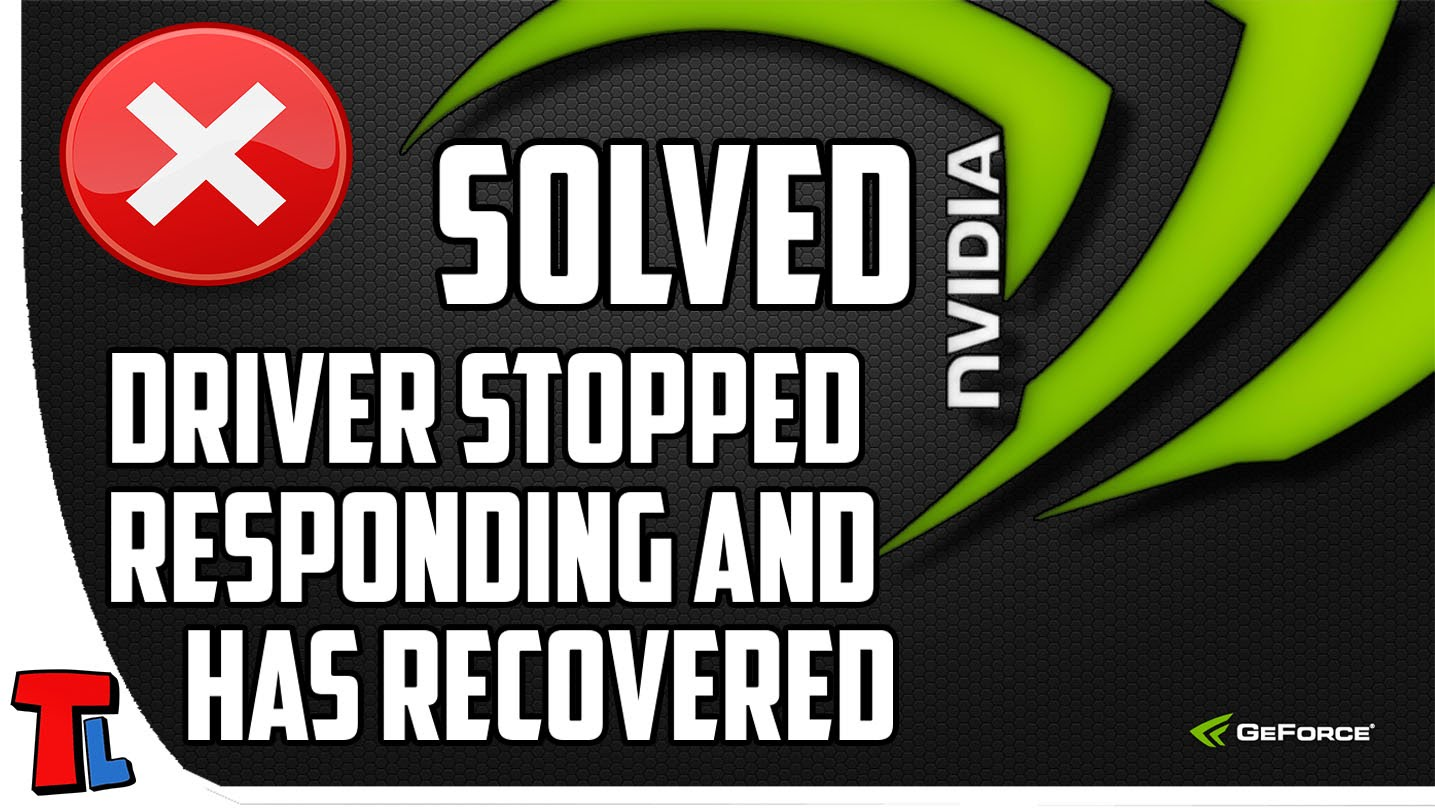 SOLVED
NVIDIA
DRIVER STOPPED
RESPONDING AND
HAS RECOVERED
TL
GEFORCE®